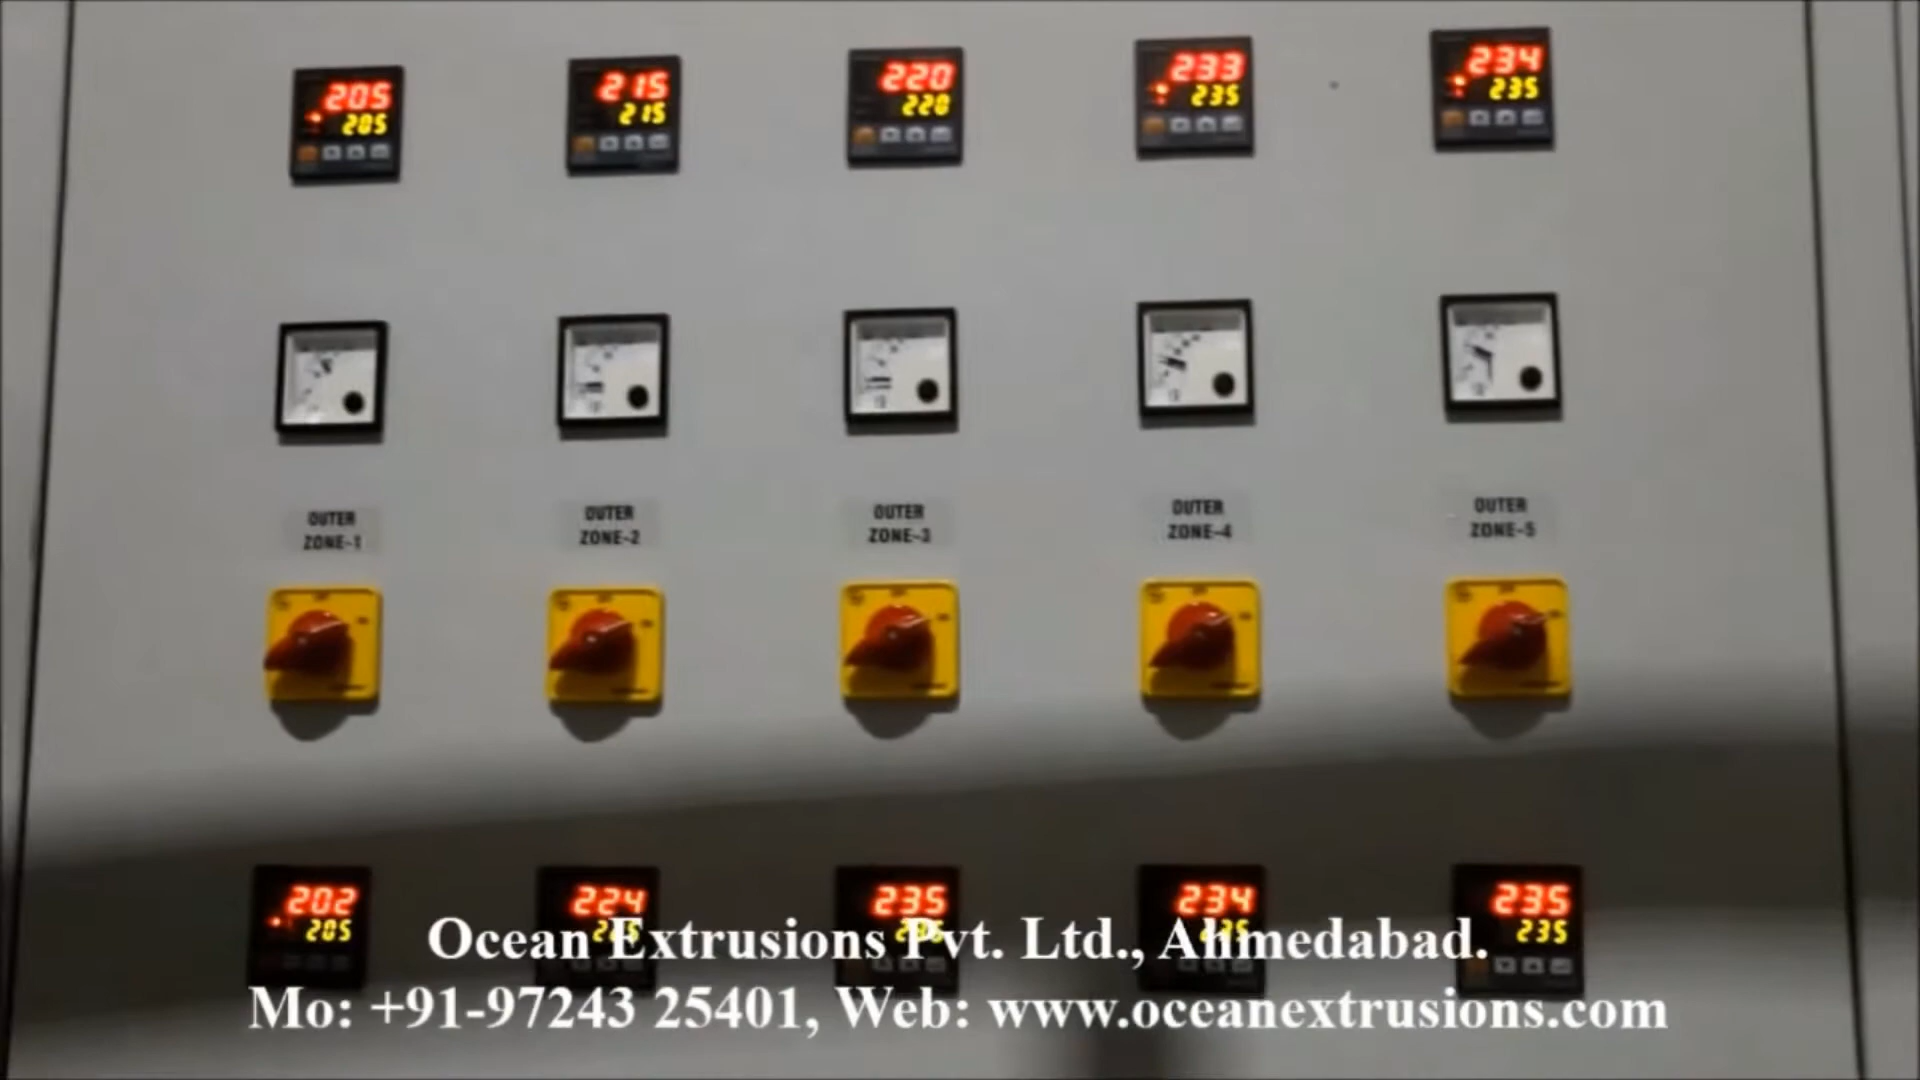 205 215 220 233 234
205 215 220 235 235
OUTER OUTER OUTER OUTER OUTER
ZONE-1 ZONE-2 ZONE-3 ZONE-4 ZONE-5
202 224 235 234 235
205 235 235
Ocean Extrusions Pvt. Ltd., Ahmedabad.
Mo: +91-97243 25401, Web: www.oceanextrusions.com